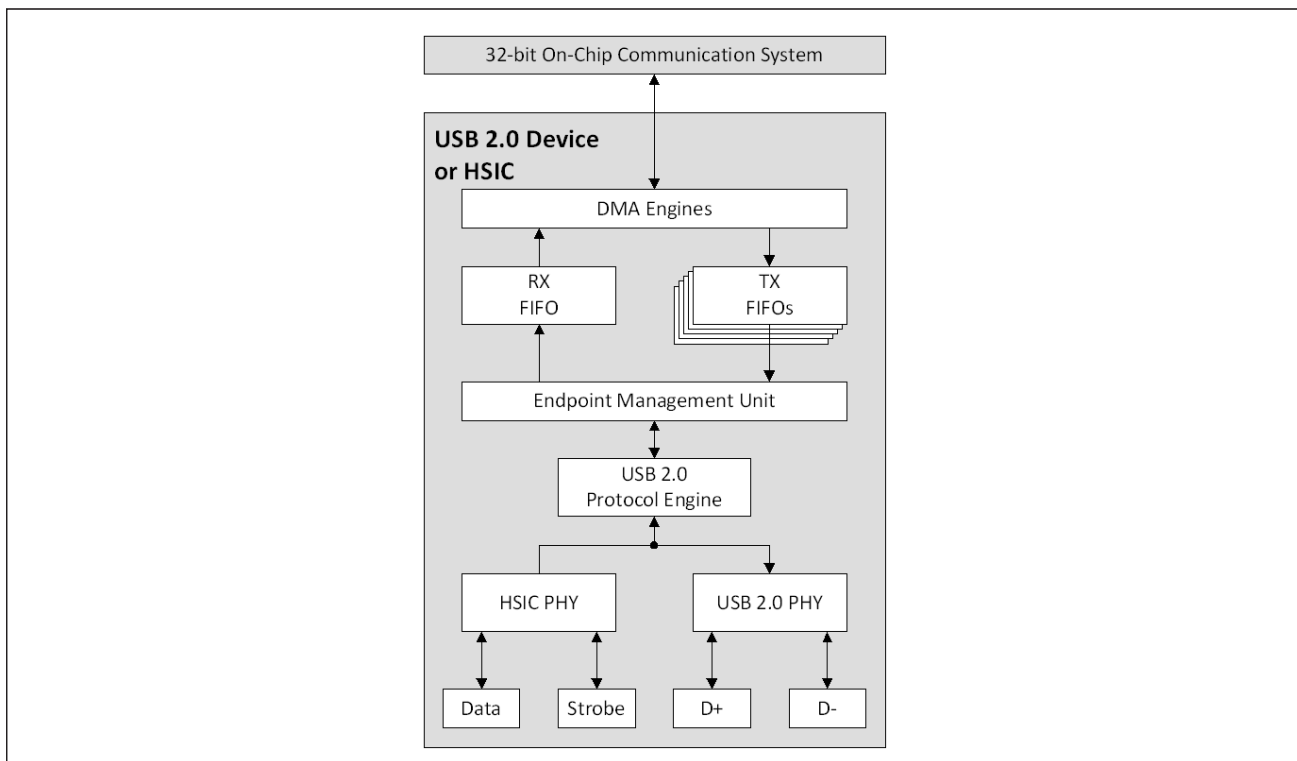 32-bit On-Chip Communication System
USB 2.0 Device
or HSIC
DMA Engines
RX
FIFO
TX
FIFOs
Endpoint Management Unit
USB 2.0
Protocol Engine
HSIC PHY
USB 2.0 PHY
Data
Strobe
D+
D-